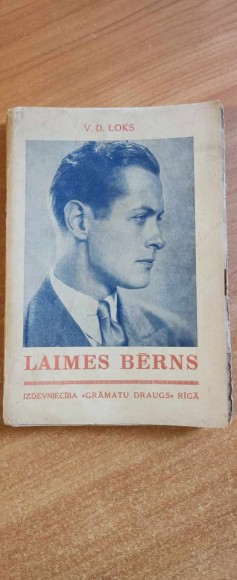 V. D. LOKS
LAIMES BĒRNS
IZDEVNIECĪBA «GRĀMATU DRAUGS» RĪGĀ